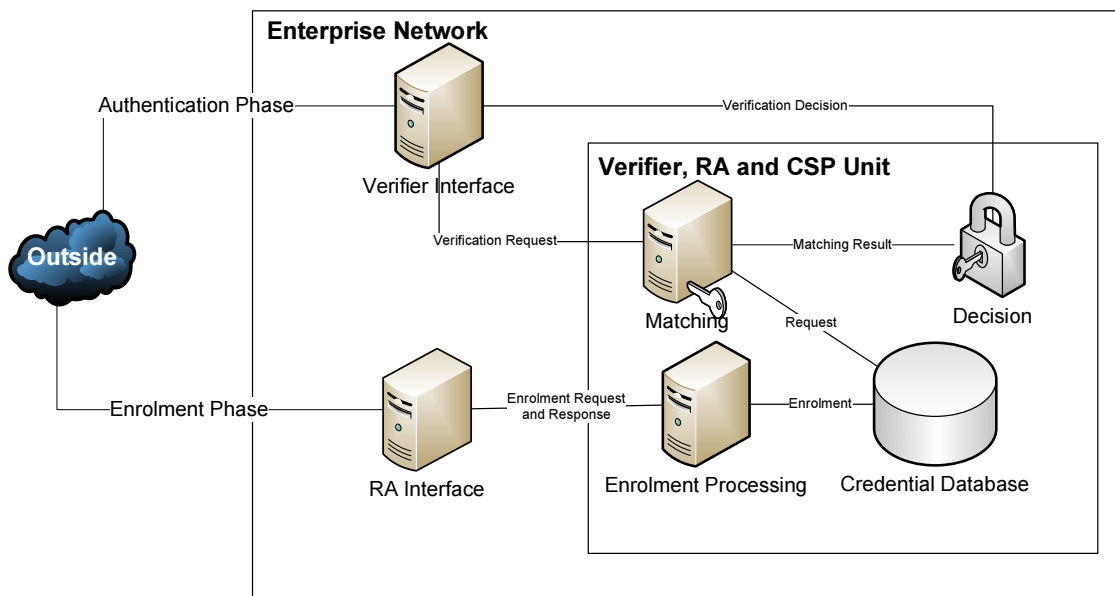 Enterprise Network
Authentication Phase
Verification Decision
Verifier, RA and CSP Unit
Verifier Interface
Outside
Verification Request
Matching Result
Matching
Request
Decision
Enrolment Phase
Enrolment Request
and Response
Enrolment
RA Interface
Enrolment Processing
Credential Database